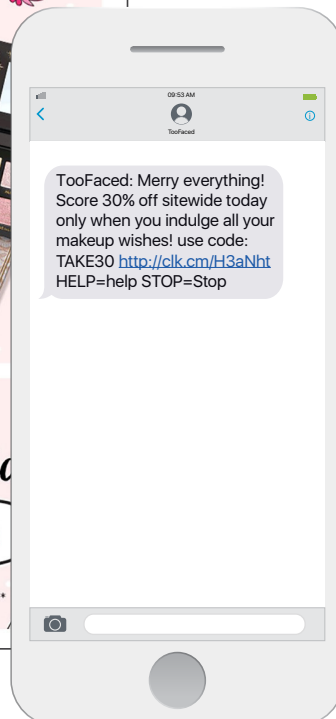 09:53 AM
TooFaced
TooFaced: Merry everything!
Score 30% off sitewide today
only when you indulge all your
makeup wishes! use code:
TAKE30 http://clk.cm/H3aNht
HELP=help STOP=Stop